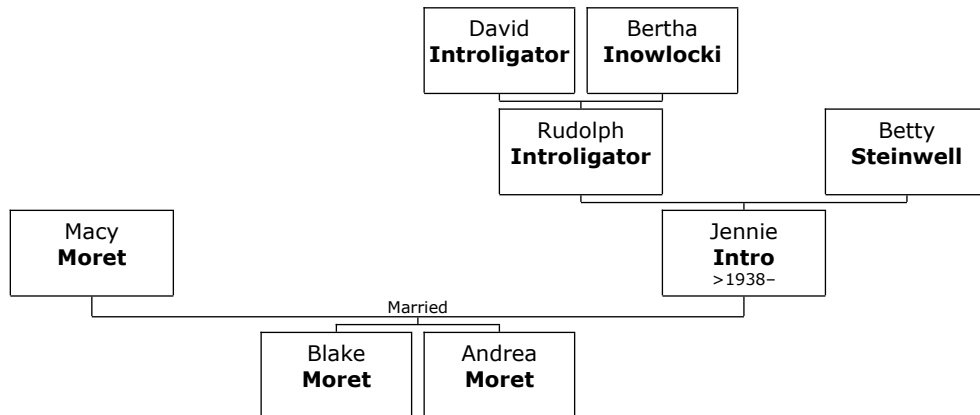 David
Introligator
Bertha
Inowlocki
Rudolph
Introligator
Betty
Steinwell
Macy
Moret
Jennie
Intro
>1938–
Married
Blake
Moret
Andrea
Moret